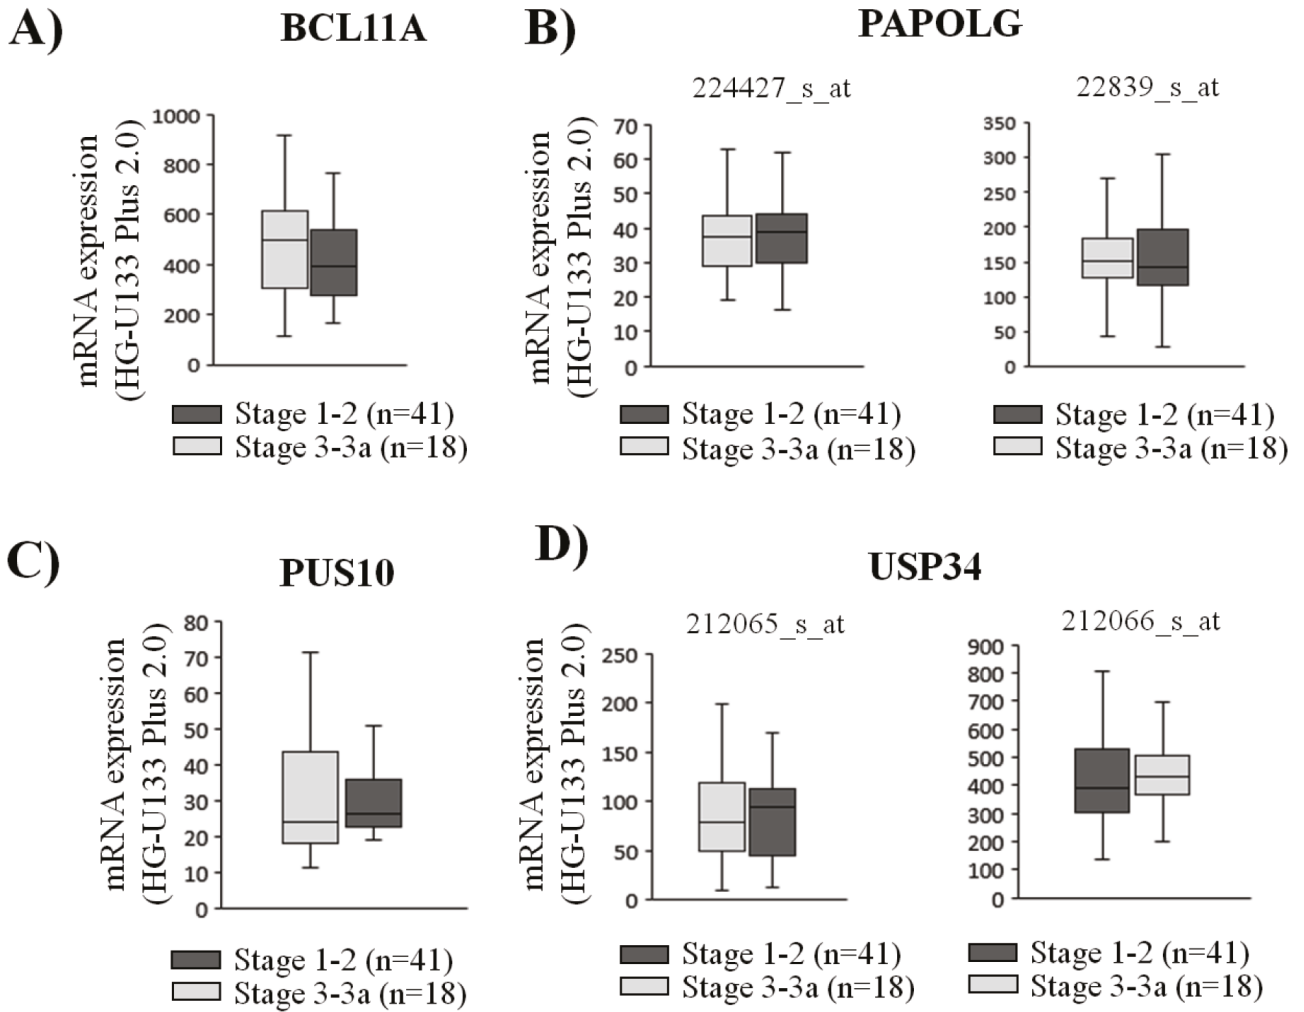 A)
BCL11A
mRNA expression
(HG-U133 Plus 2.0)
1000
800
600
400
200
0
Stage 1-2 (n=41)
Stage 3-3a (n=18)
B)
PAPOLG
224427_s_at
mRNA expression
(HG-U133 Plus 2.0)
70
60
50
40
30
20
10
0
Stage 1-2 (n=41)
Stage 3-3a (n=18)
22839_s_at
350
300
250
200
150
100
50
0
Stage 1-2 (n=41)
Stage 3-3a (n=18)
C)
PUS10
mRNA expression
(HG-U133 Plus 2.0)
80
70
60
50
40
30
20
10
0
Stage 1-2 (n=41)
Stage 3-3a (n=18)
D)
USP34
212065_s_at
mRNA expression
(HG-U133 Plus 2.0)
250
200
150
100
50
0
Stage 1-2 (n=41)
Stage 3-3a (n=18)
212066_s_at
900
800
700
600
500
400
300
200
100
0
Stage 1-2 (n=41)
Stage 3-3a (n=18)